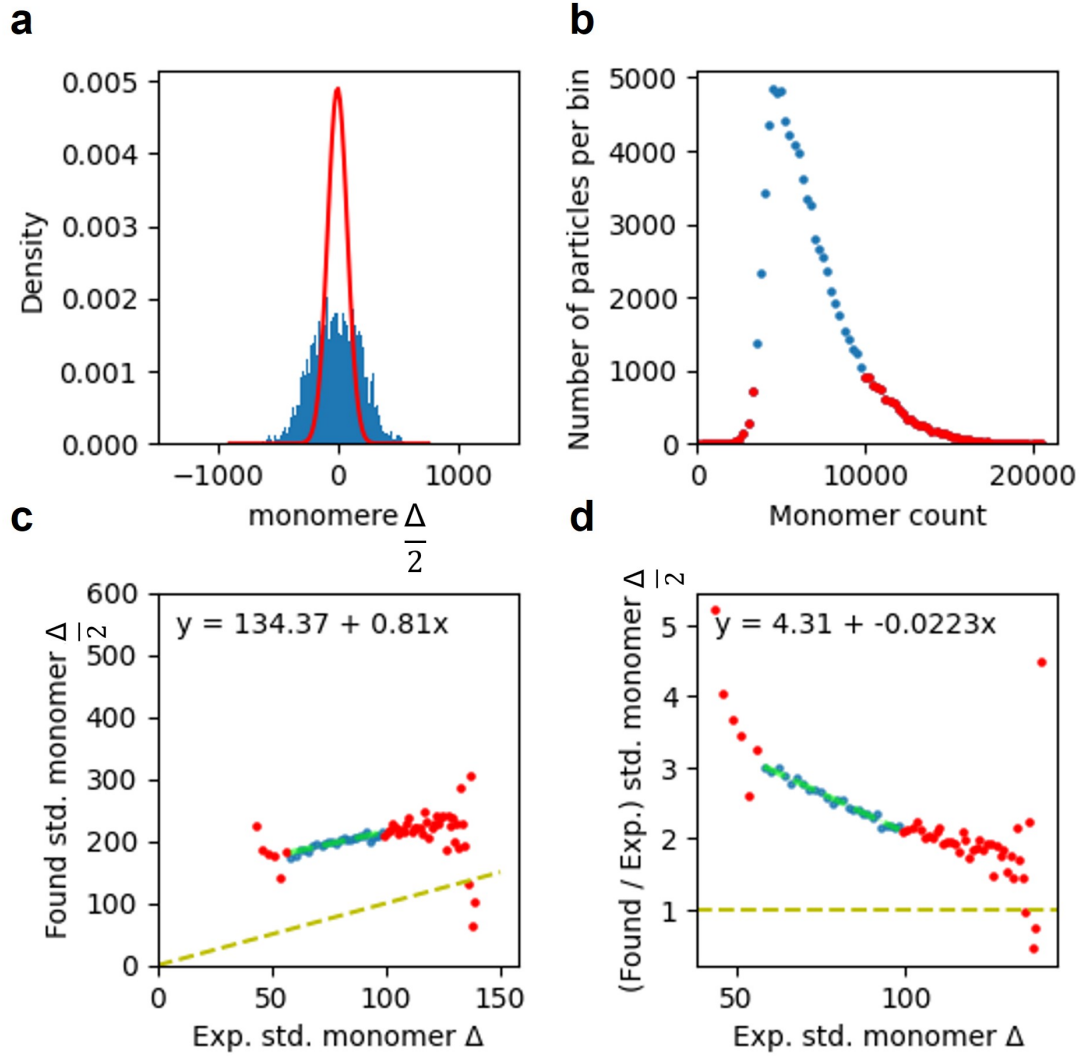 a
0.005
0.004
0.003
0.002
0.001
0.000
Density
−1000 0 1000
monomere Δ/2
b
5000
4000
3000
2000
1000
0
Number of particles per bin
0 10000 20000
Monomer count
c
600
500
400
300
200
100
0
Found std. monomer Δ/2
y = 134.37 + 0.81x
0 50 100 150
Exp. std. monomer Δ
d
5
4
3
2
1
(Found / Exp.) std. monomer Δ/2
y = 4.31 + -0.0223x
50 100
Exp. std. monomer Δ